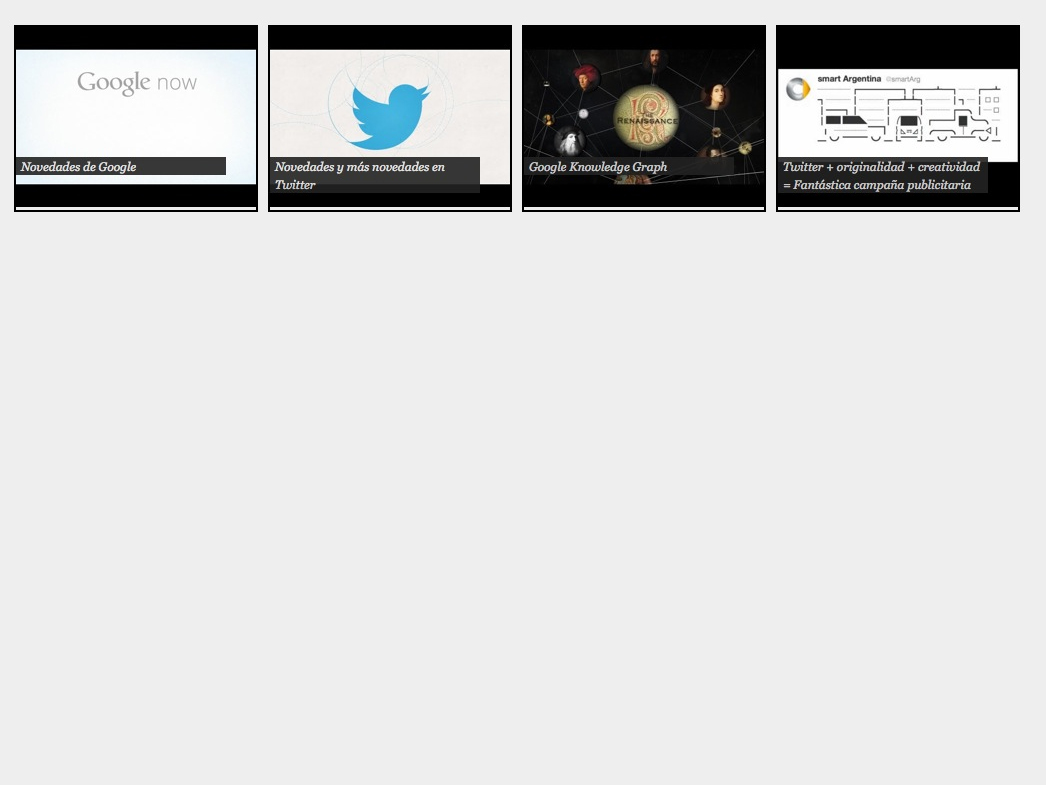 Google now
Novedades de Google
Novedades y más novedades en
Twitter
THE
RENAISSANCE
Google Knowledge Graph
smart Argentina @smartArg
Twitter + originalidad + creatividad
= Fantástica campaña publicitaria